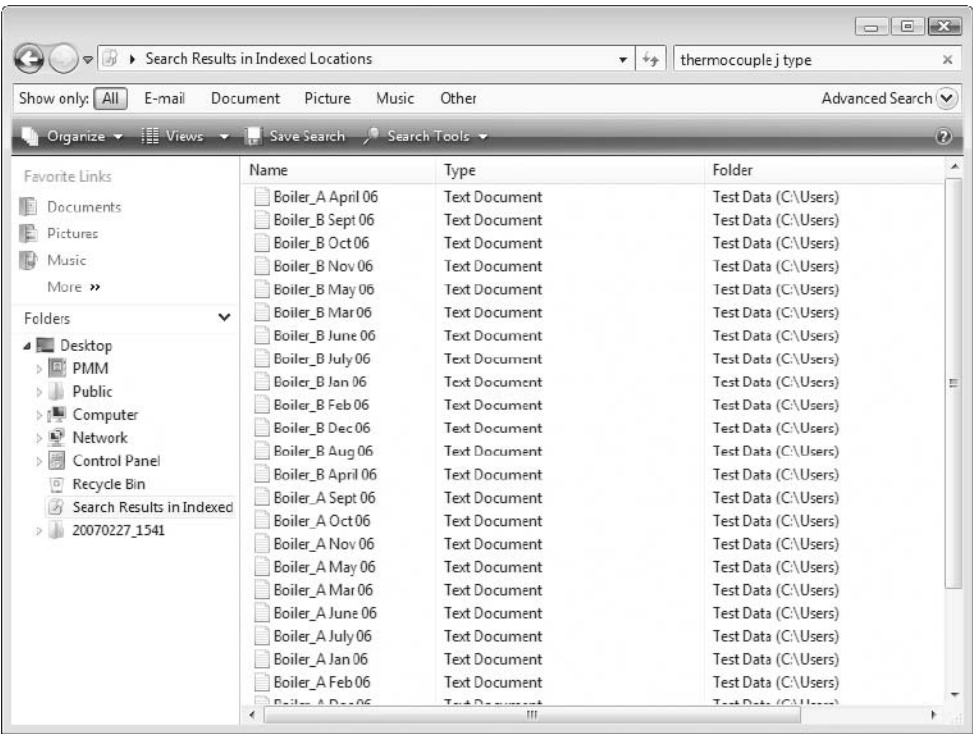 Search Results in Indexed Locations
thermocouple j type
Show only: All E-mail Document Picture Music Other Advanced Search
Organize Views Save Search Search Tools
Favorite Links
Documents
Pictures
Music
More »
Folders
Desktop
PMM
Public
Computer
Network
Control Panel
Recycle Bin
Search Results in Indexed
20070227_1541
Name Type Folder
Boiler_A April 06 Text Document Test Data (C:\Users)
Boiler_B Sept 06 Text Document Test Data (C:\Users)
Boiler_B Oct 06 Text Document Test Data (C:\Users)
Boiler_B Nov 06 Text Document Test Data (C:\Users)
Boiler_B May 06 Text Document Test Data (C:\Users)
Boiler_B Mar 06 Text Document Test Data (C:\Users)
Boiler_B June 06 Text Document Test Data (C:\Users)
Boiler_B July 06 Text Document Test Data (C:\Users)
Boiler_B Jan 06 Text Document Test Data (C:\Users)
Boiler_B Feb 06 Text Document Test Data (C:\Users)
Boiler_B Dec 06 Text Document Test Data (C:\Users)
Boiler_B Aug 06 Text Document Test Data (C:\Users)
Boiler_B April 06 Text Document Test Data (C:\Users)
Boiler_A Sept 06 Text Document Test Data (C:\Users)
Boiler_A Oct 06 Text Document Test Data (C:\Users)
Boiler_A Nov 06 Text Document Test Data (C:\Users)
Boiler_A May 06 Text Document Test Data (C:\Users)
Boiler_A Mar 06 Text Document Test Data (C:\Users)
Boiler_A June 06 Text Document Test Data (C:\Users)
Boiler_A July 06 Text Document Test Data (C:\Users)
Boiler_A Jan 06 Text Document Test Data (C:\Users)
Boiler_A Feb 06 Text Document Test Data (C:\Users)